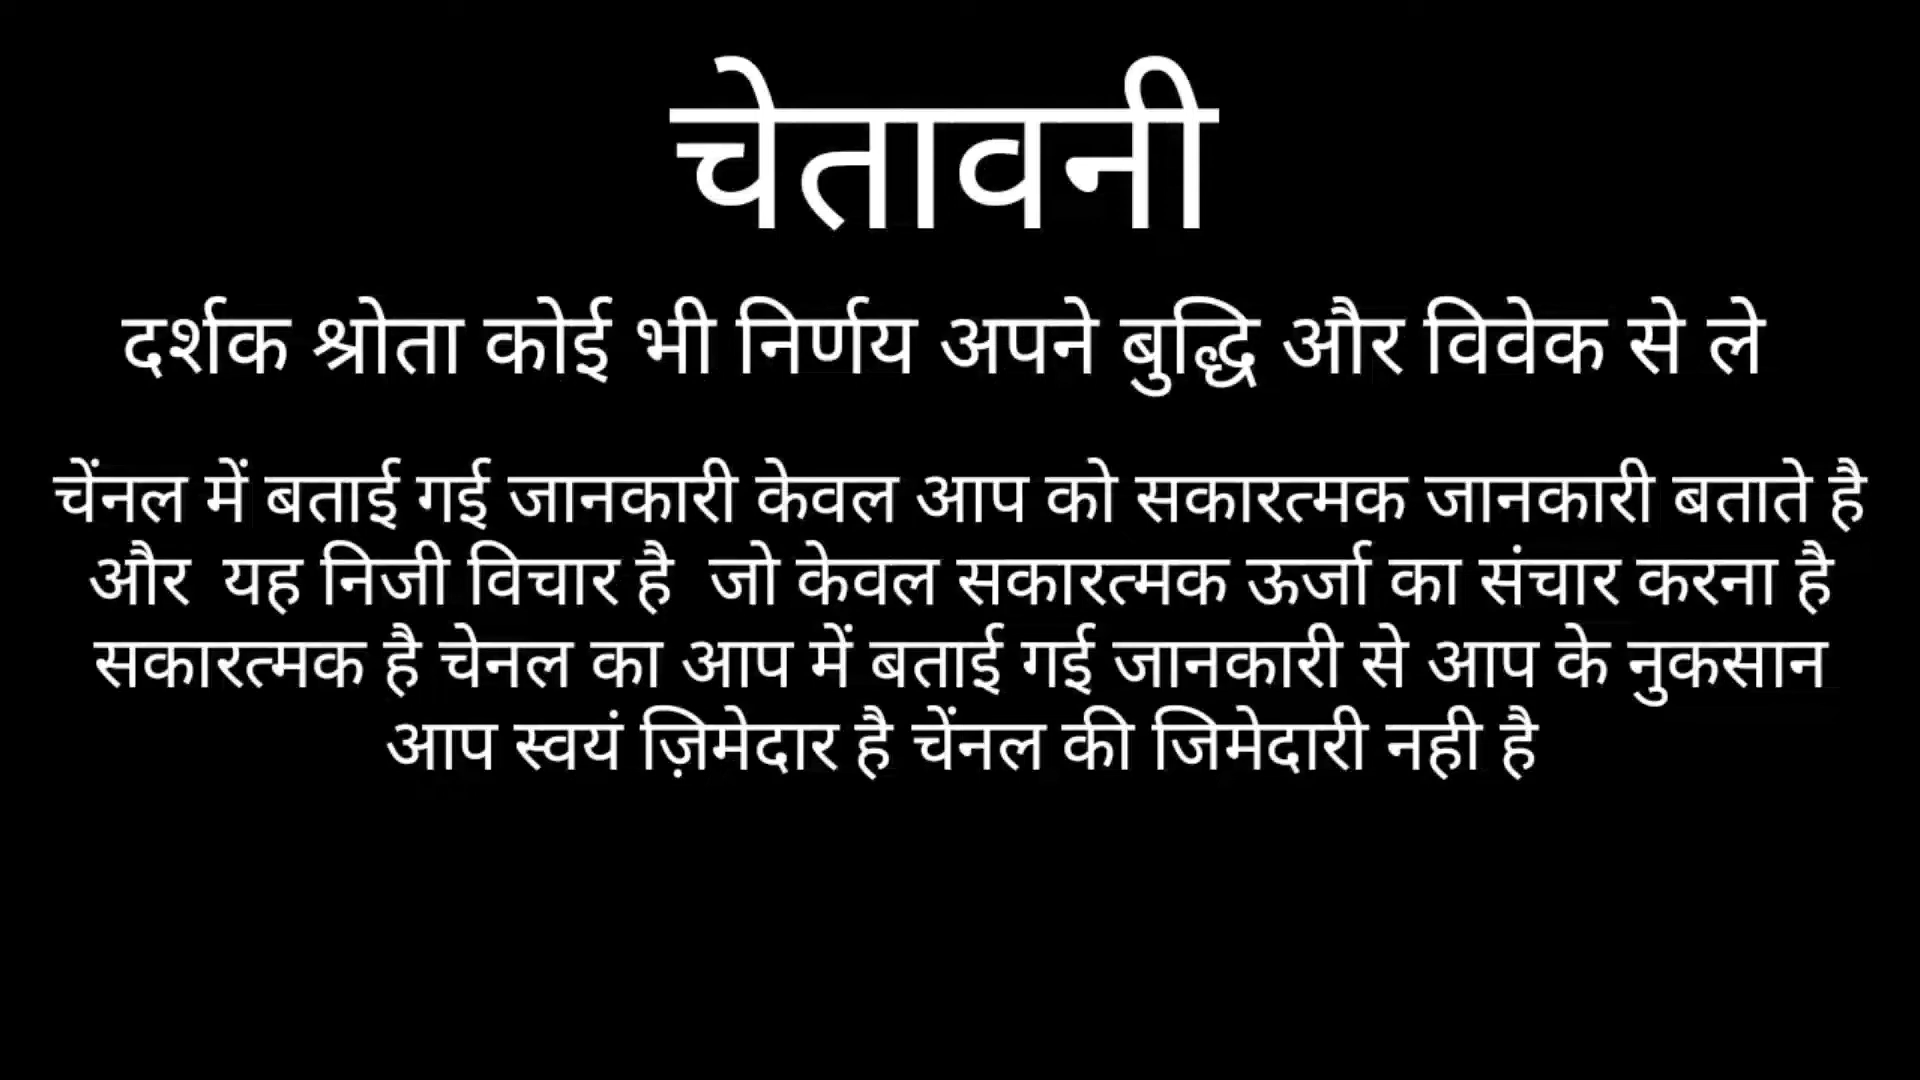 चेतावनी
दर्शक श्रोता कोई भी निर्णय अपने बुद्धि और विवेक से ले
चेंनल में बताई गई जानकारी केवल आप को सकारत्मक जानकारी बताते है
और यह निजी विचार है जो केवल सकारत्मक ऊर्जा का संचार करना है
सकारत्मक है चेनल का आप में बताई गई जानकारी से आप के नुकसान
आप स्वयं ज़िमेदार है चेंनल की जिमेदारी नही है